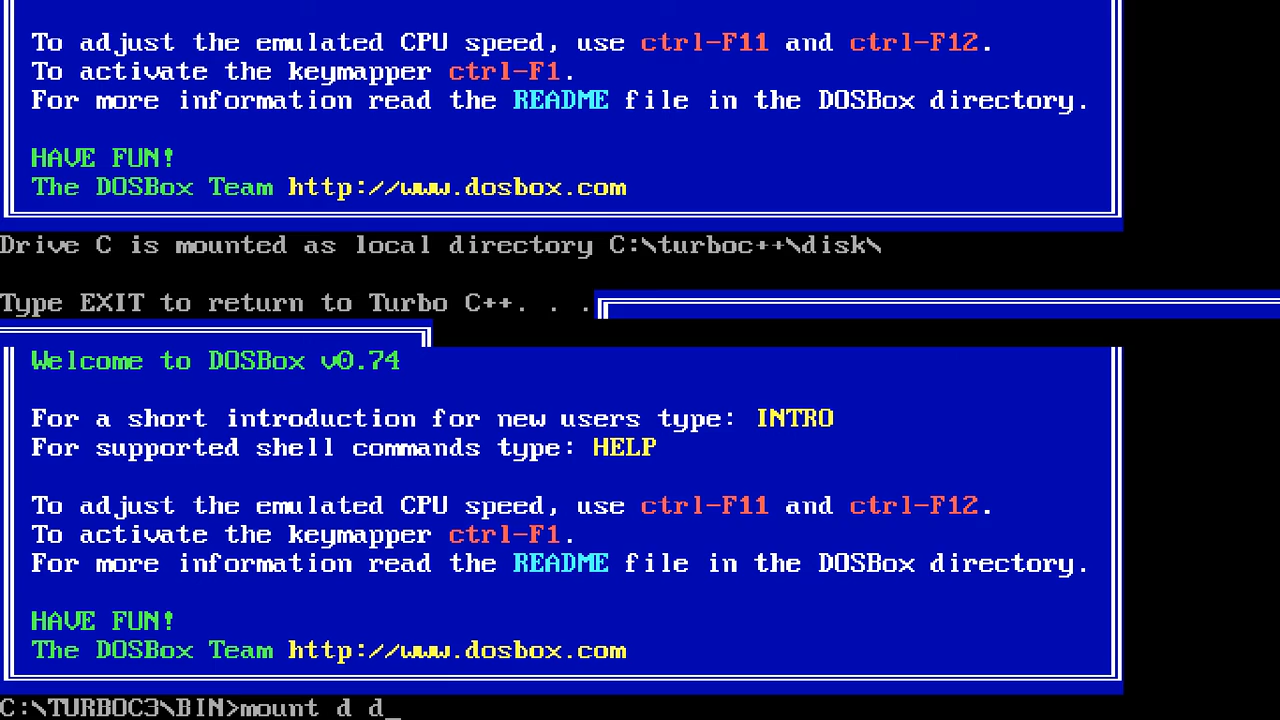 To adjust the emulated CPU speed, use ctrl-F11 and ctrl-F12.
To activate the keymapper ctrl-F1.
For more information read the README file in the DOSBox directory.
HAVE FUN!
The DOSBox Team http://www.dosbox.com
Drive C is mounted as local directory C:\turboc++\disk\
Type EXIT to return to Turbo C++. . .
Welcome to DOSBox v0.74
For a short introduction for new users type: INTRO
For supported shell commands type: HELP
To adjust the emulated CPU speed, use ctrl-F11 and ctrl-F12.
To activate the keymapper ctrl-F1.
For more information read the README file in the DOSBox directory.
HAVE FUN!
The DOSBox Team http://www.dosbox.com
C:\TURBOC3\BIN>mount d d_